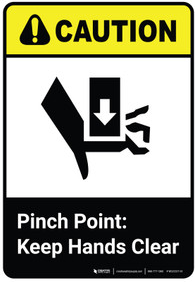 CAUTION
Pinch Point:
Keep Hands Clear